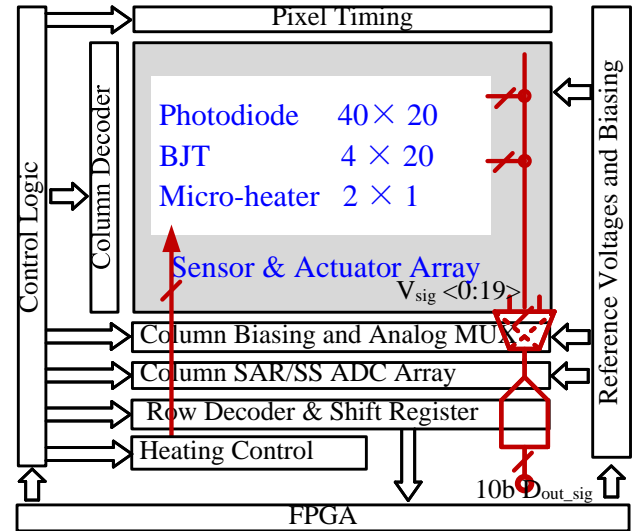 Pixel Timing
Control Logic
Column Decoder
Photodiode 40× 20
BJT 4 × 20
Micro-heater 2 × 1
Sensor & Actuator Array
Vsig <0:19>
Reference Voltages and Biasing
Column Biasing and Analog MUX
Column SAR/SS ADC Array
Row Decoder & Shift Register
Heating Control
10b Dout_sig
FPGA